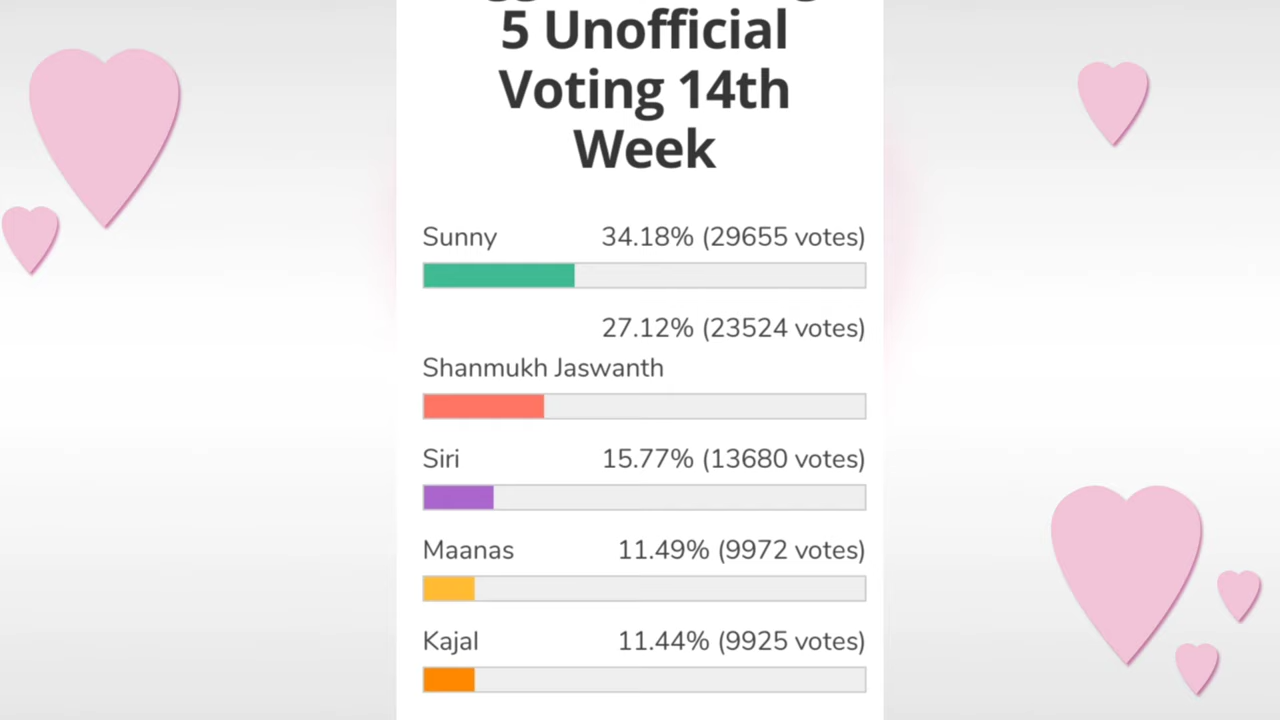 5 Unofficial
Voting 14th
Week
Sunny 34.18% (29655 votes)
27.12% (23524 votes)
Shanmukh Jaswanth
Siri 15.77% (13680 votes)
Maanas 11.49% (9972 votes)
Kajal 11.44% (9925 votes)